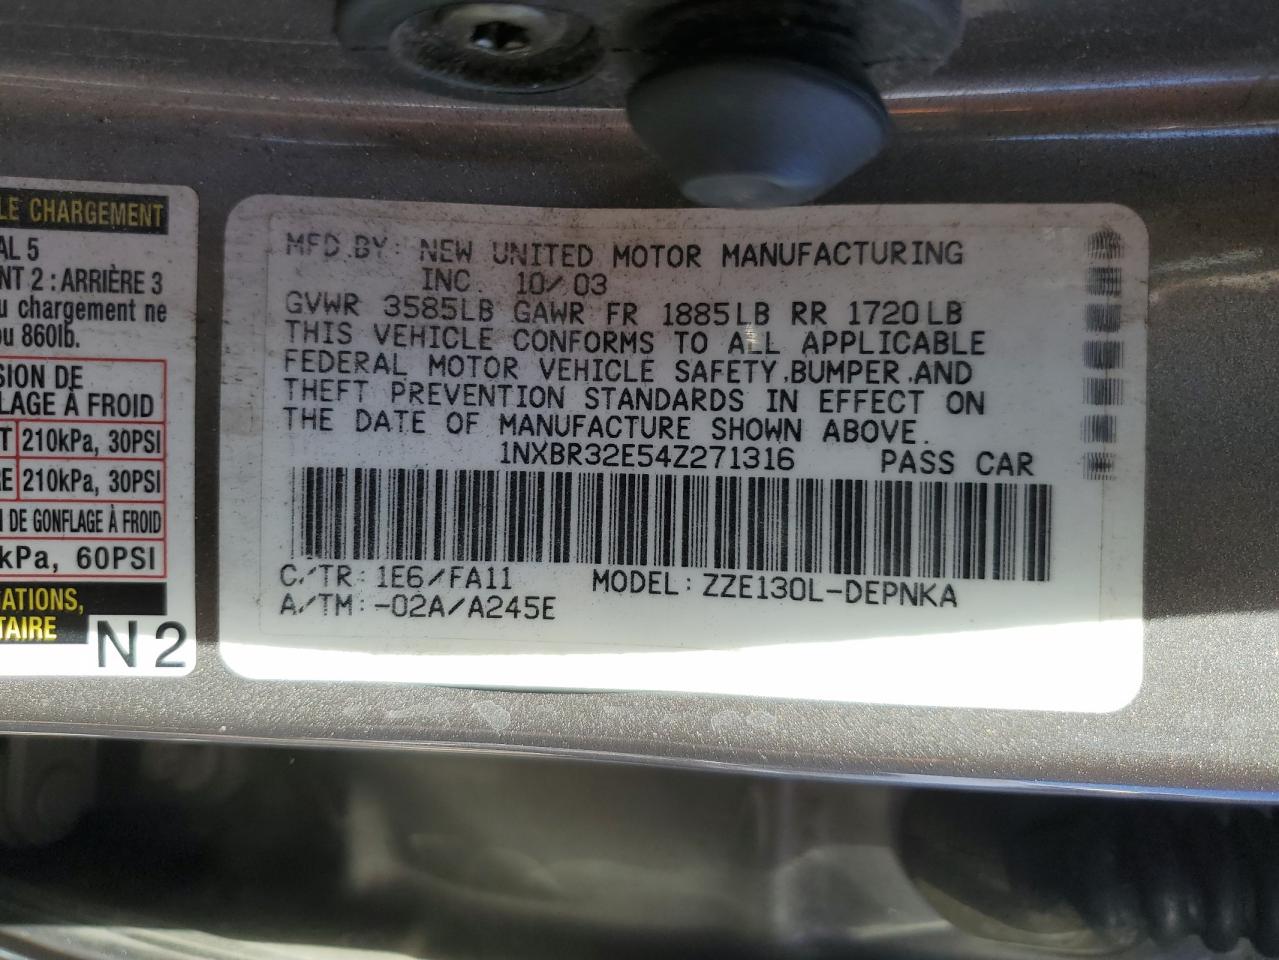 LE CHARGEMENT
AL 5
NT 2 : ARRIÈRE 3
u chargement ne
ou 860lb.
SION DE
LAGE À FROID
T 210kPa, 30PSI
RE 210kPa, 30PSI
N DE GONFLAGE À FROID
kPa, 60PSI
CATIONS,
TAIRE
N 2
MFD.BY: NEW UNITED MOTOR MANUFACTURING
INC. 10/03
GVWR 3585LB GAWR FR 1885LB RR 1720LB
THIS VEHICLE CONFORMS TO ALL APPLICABLE
FEDERAL MOTOR VEHICLE SAFETY,BUMPER,AND
THEFT PREVENTION STANDARDS IN EFFECT ON
THE DATE OF MANUFACTURE SHOWN ABOVE.
1NXBR32E54Z271316 PASS CAR
C/TR: 1E6/FA11 MODEL: ZZE130L-DEPNKA
A/TM: -02A/A245E